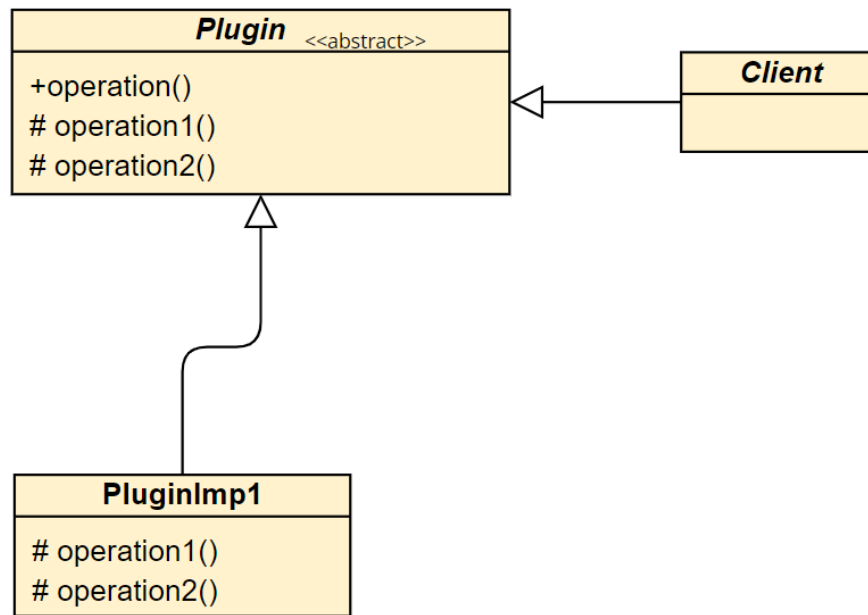 Plugin <<abstract>>
+operation()
# operation1()
# operation2()
Client
PluginImp1
# operation1()
# operation2()